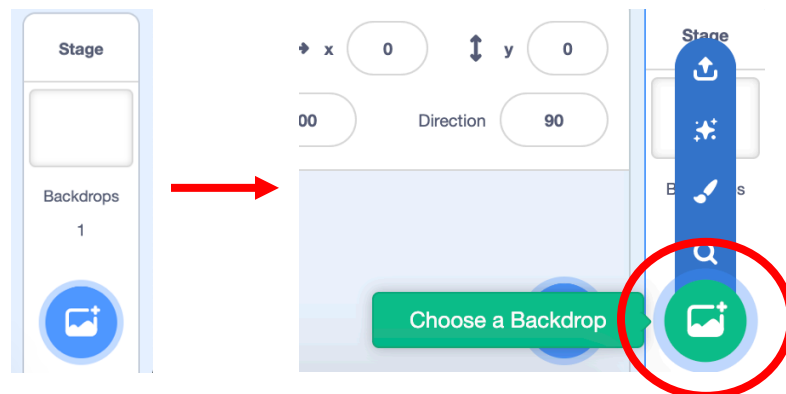 Stage
Backdrops
1
x 0 y 0
00 Direction 90
Stage
B s
Choose a Backdrop